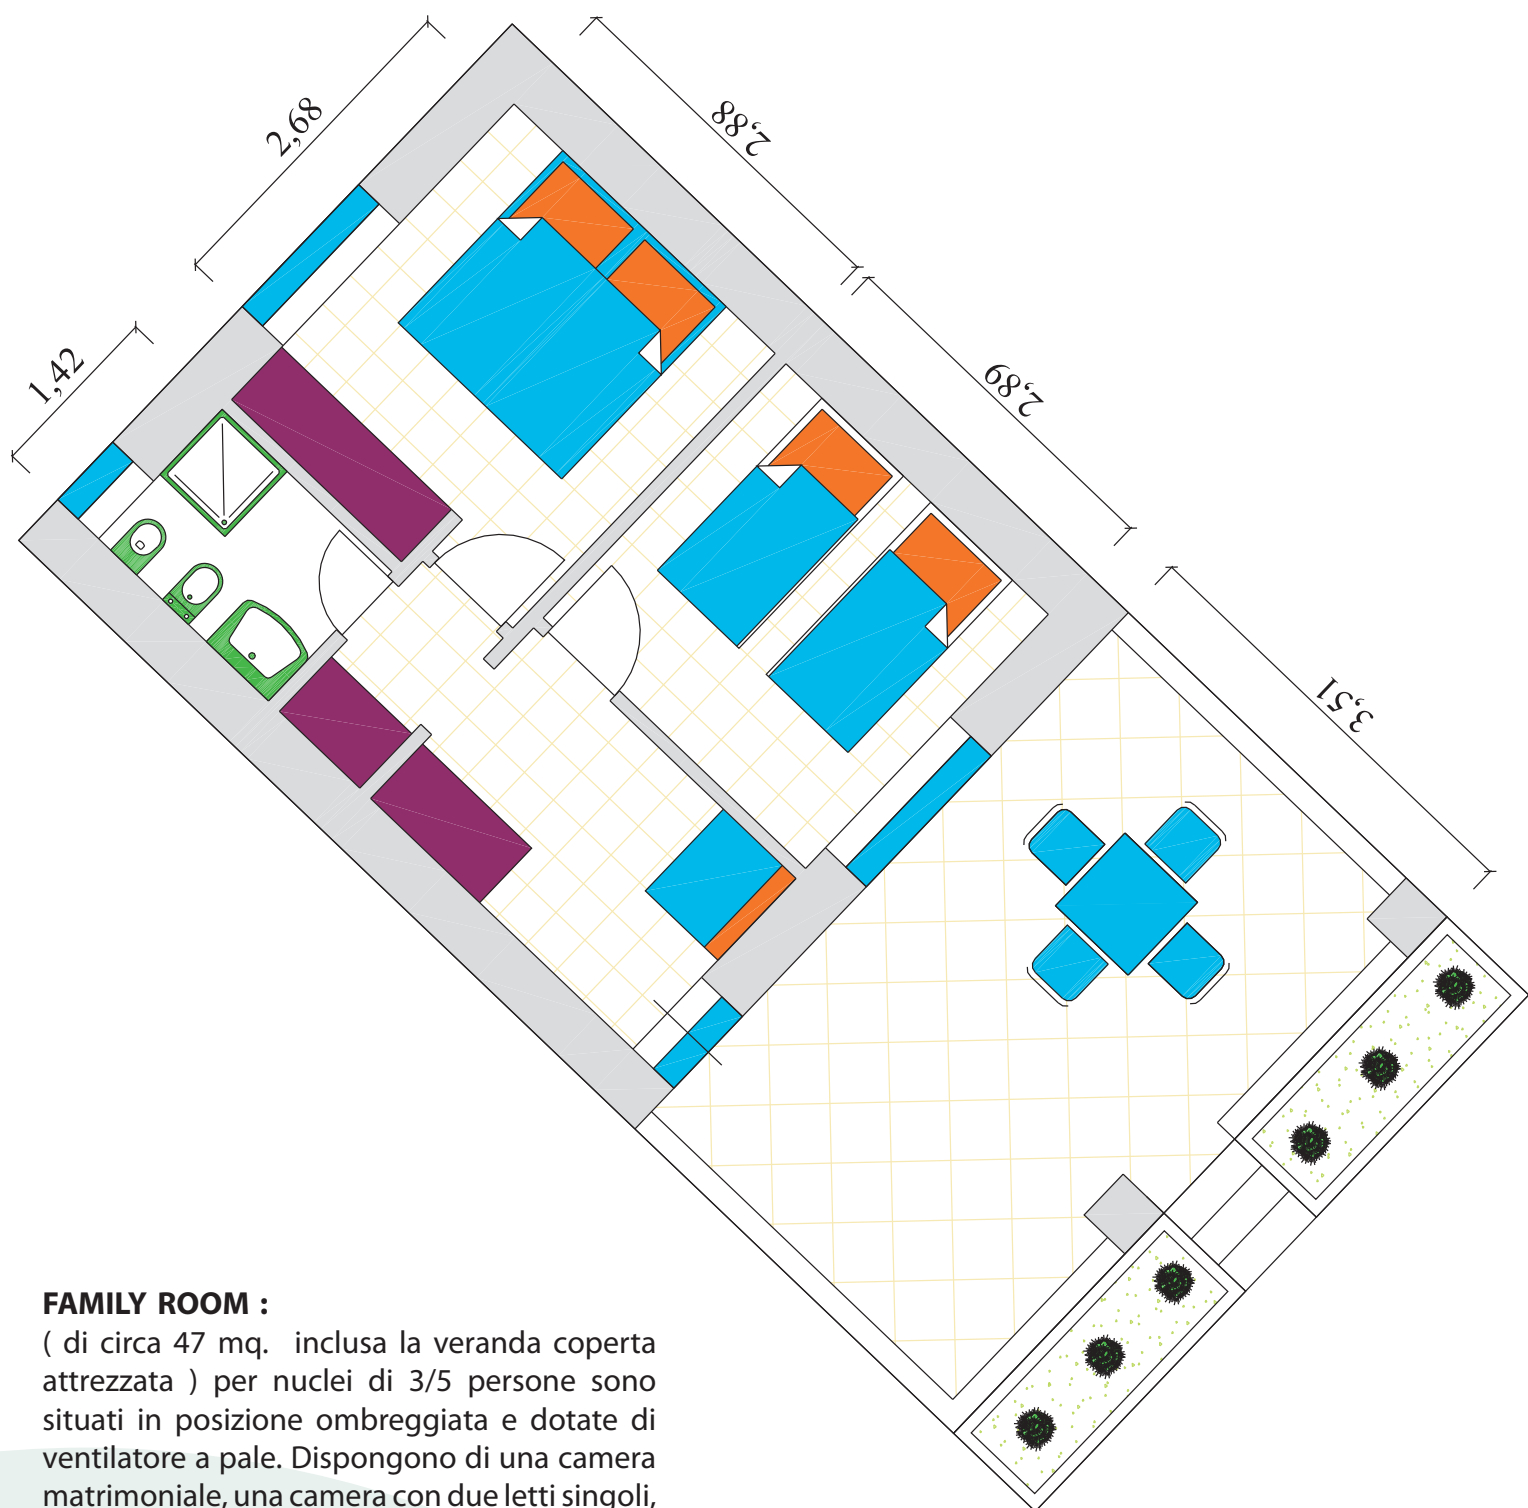 2,68
2,88
1,42
2,89
3,51
FAMILY ROOM :
( di circa 47 mq. inclusa la veranda coperta
attrezzata ) per nuclei di 3/5 persone sono
situati in posizione ombreggiata e dotate di
ventilatore a pale. Dispongono di una camera
matrimoniale, una camera con due letti singoli,